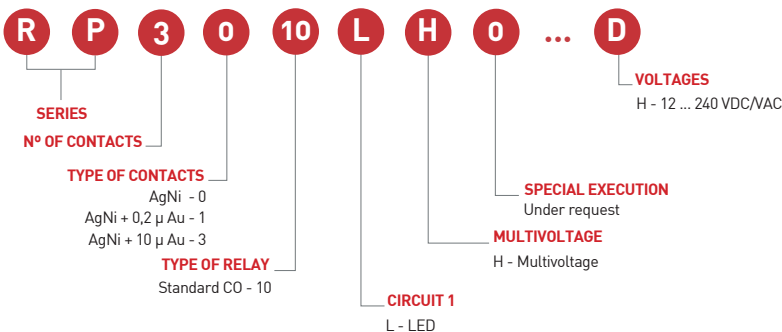 R P 3 0 10 L H 0 ... D
VOLTAGES
H - 12 ... 240 VDC/VAC
SERIES
Nº OF CONTACTS
TYPE OF CONTACTS
AgNi - 0
AgNi + 0,2 µ Au - 1
AgNi + 10 µ Au - 3
SPECIAL EXECUTION
Under request
MULTIVOLTAGE
H - Multivoltage
TYPE OF RELAY
Standard CO - 10
CIRCUIT 1
L - LED